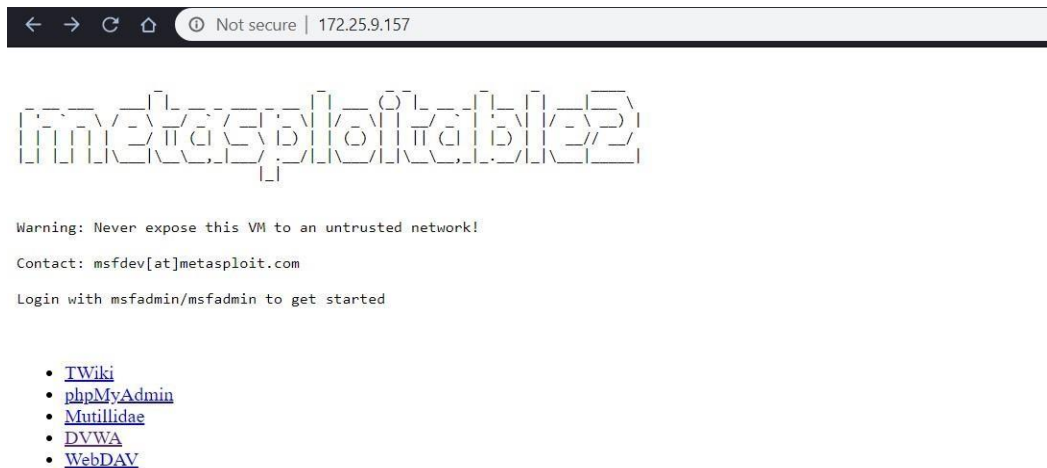 Not secure | 172.25.9.157
metasploitable2
Warning: Never expose this VM to an untrusted network!
Contact: msfdev[at]metasploit.com
Login with msfadmin/msfadmin to get started
• TWiki
• phpMyAdmin
• Mutillidae
• DVWA
• WebDAV